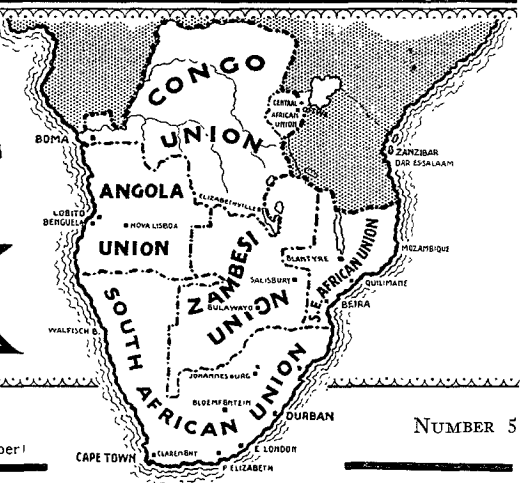 CONGO
UNION
CENTRAL
AFRICAN
UNION
BOMA
ZANZIBAR
DAR ES SALAAM
ANGOLA
UNION
ELIZABETHVILLE
LOBITO
BENGUELA
NOVA LISBOA
MOZAMBIQUE
BLANTYRE
S.E. AFRICAN UNION
ZAMBESI
UNION
SALISBURY
QUILIMANE
BULAWAYO
BEIRA
WALFISCH B.
SOUTH AFRICAN UNION
JOHANNESBURG
BLOEMFONTEIN
DURBAN
NUMBER 5
CAPE TOWN
CLAREMNT
E. LONDON
P. ELIZABETH
ber)